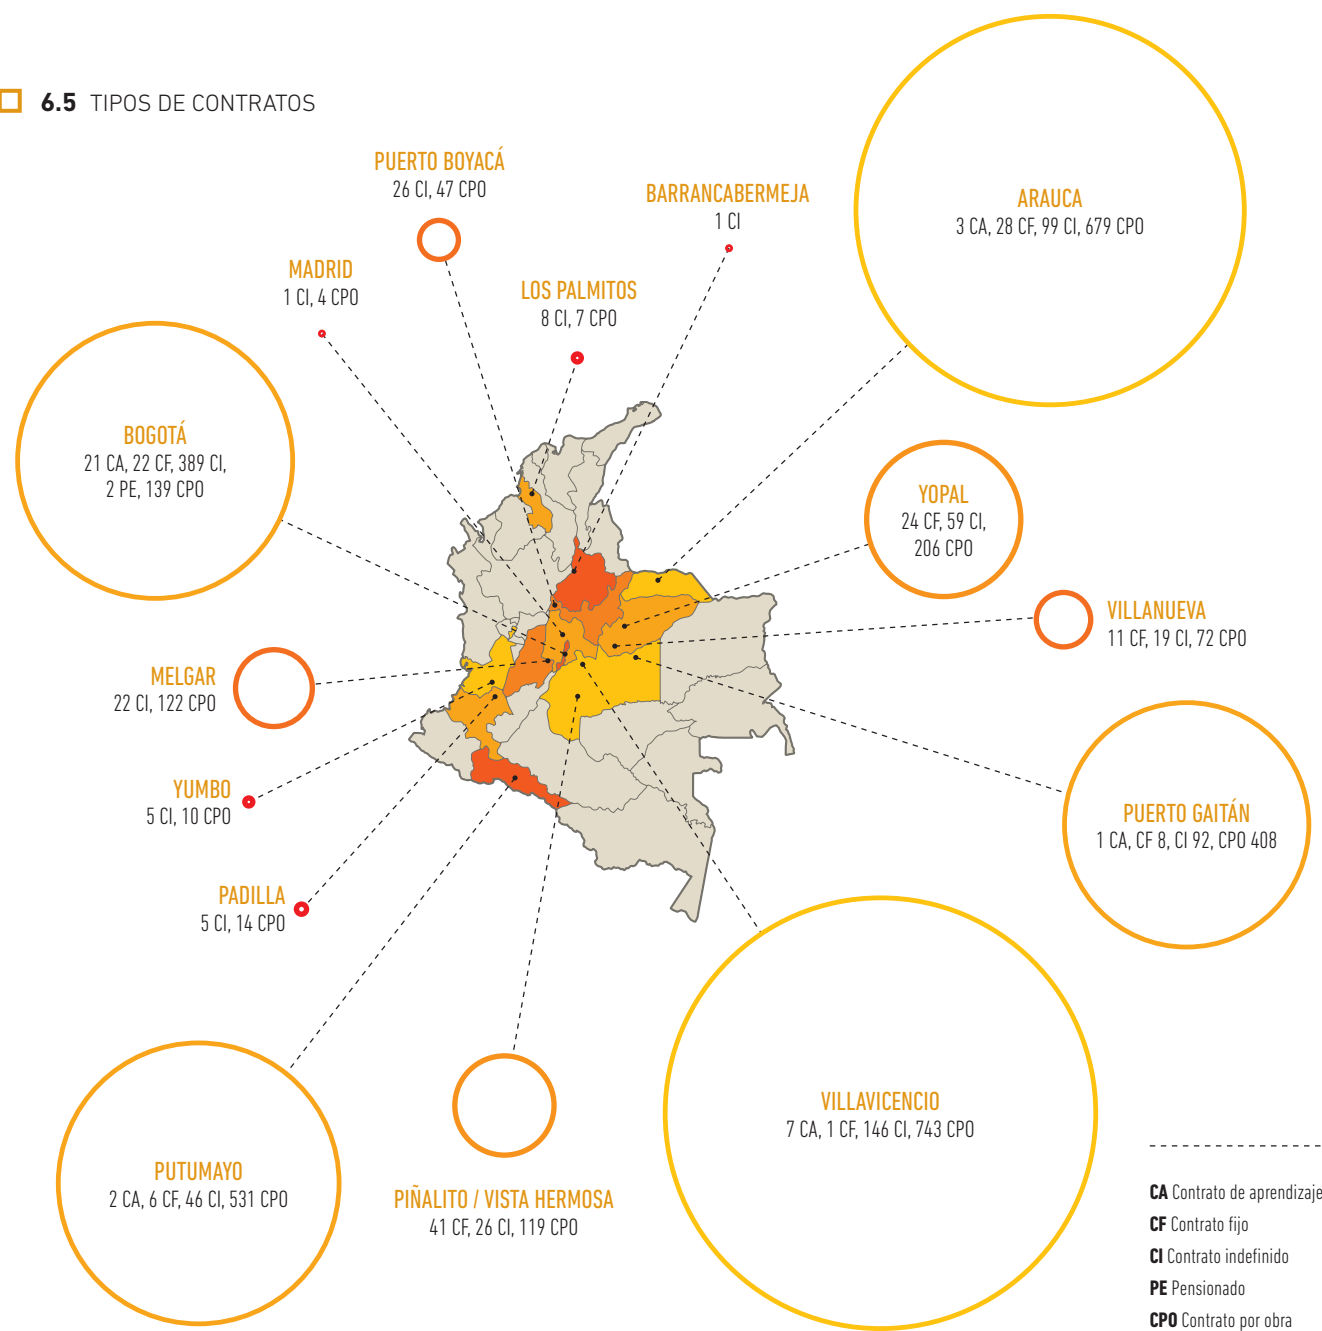 6.5 TIPOS DE CONTRATOS
PUERTO BOYACÁ
26 CI, 47 CPO
BARRANCABERMEJA
1 CI
ARAUCA
3 CA, 28 CF, 99 CI, 679 CPO
MADRID
1 CI, 4 CPO
LOS PALMITOS
8 CI, 7 CPO
BOGOTÁ
21 CA, 22 CF, 389 CI,
2 PE, 139 CPO
YOPAL
24 CF, 59 CI,
206 CPO
VILLANUEVA
11 CF, 19 CI, 72 CPO
MELGAR
22 CI, 122 CPO
YUMBO
5 CI, 10 CPO
PUERTO GAITÁN
1 CA, CF 8, CI 92, CPO 408
PADILLA
5 CI, 14 CPO
VILLAVICENCIO
7 CA, 1 CF, 146 CI, 743 CPO
PUTUMAYO
2 CA, 6 CF, 46 CI, 531 CPO
PIÑALITO / VISTA HERMOSA
41 CF, 26 CI, 119 CPO
CA Contrato de aprendizaje
CF Contrato fijo
CI Contrato indefinido
PE Pensionado
CPO Contrato por obra